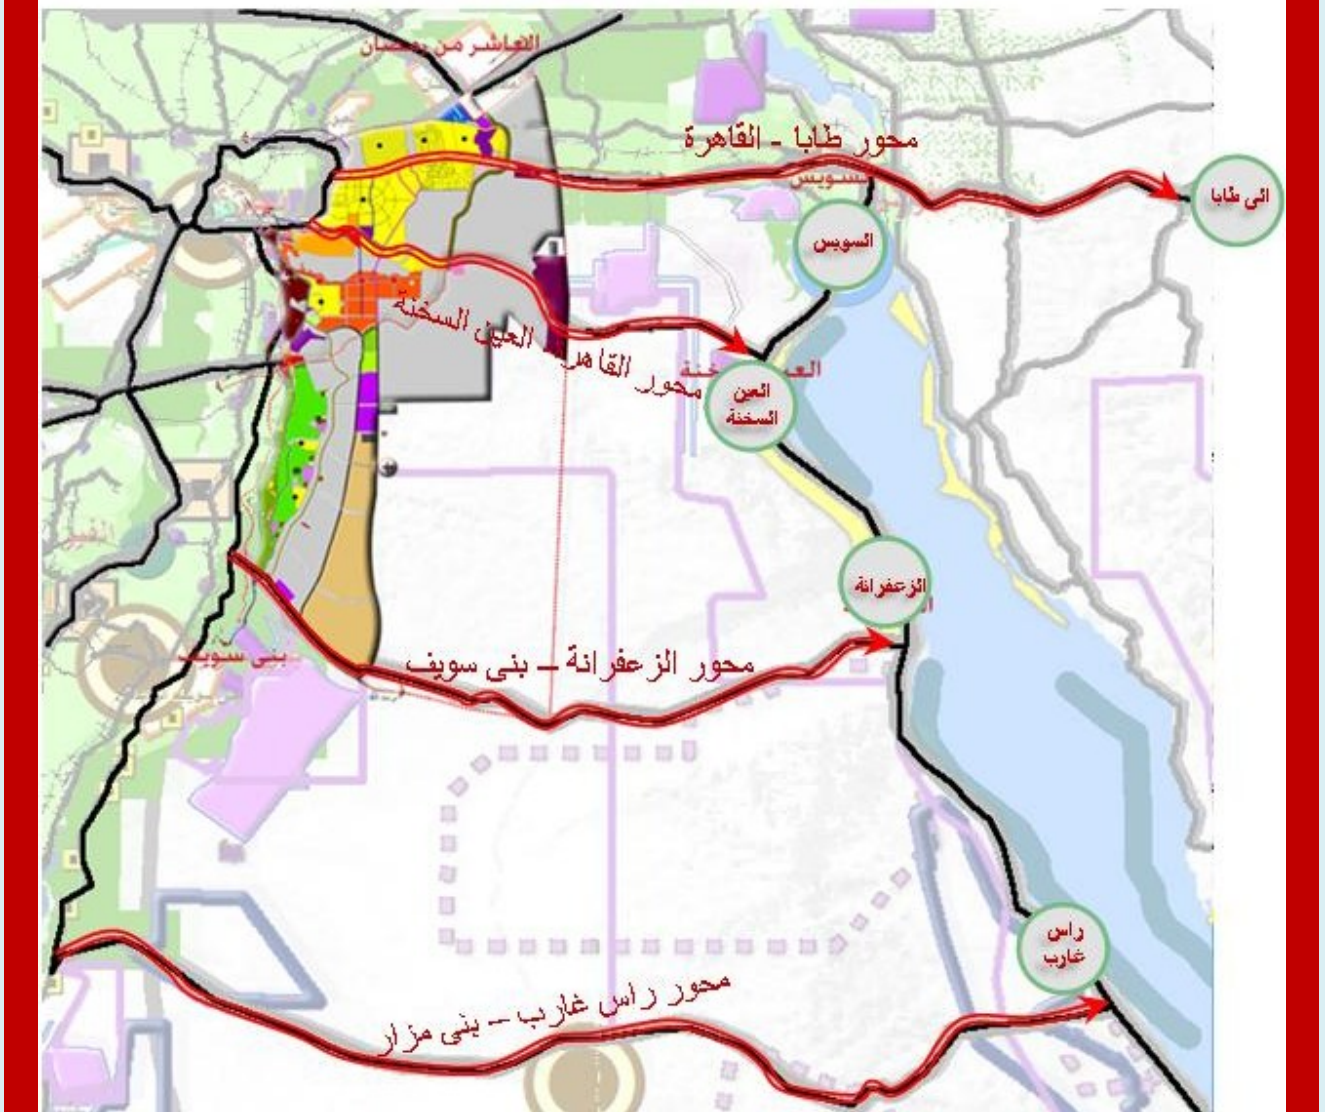 العاشر من رمضان
محور طابا - القاهرة
السويس
الى طابا
السويس
محور القاهر - العين السخنة
العين
السخنة
الزعفرانة
محور الزعفرانة – بنى سويف
بنى سويف
راس
غارب
محور راس غارب – بنى مزار